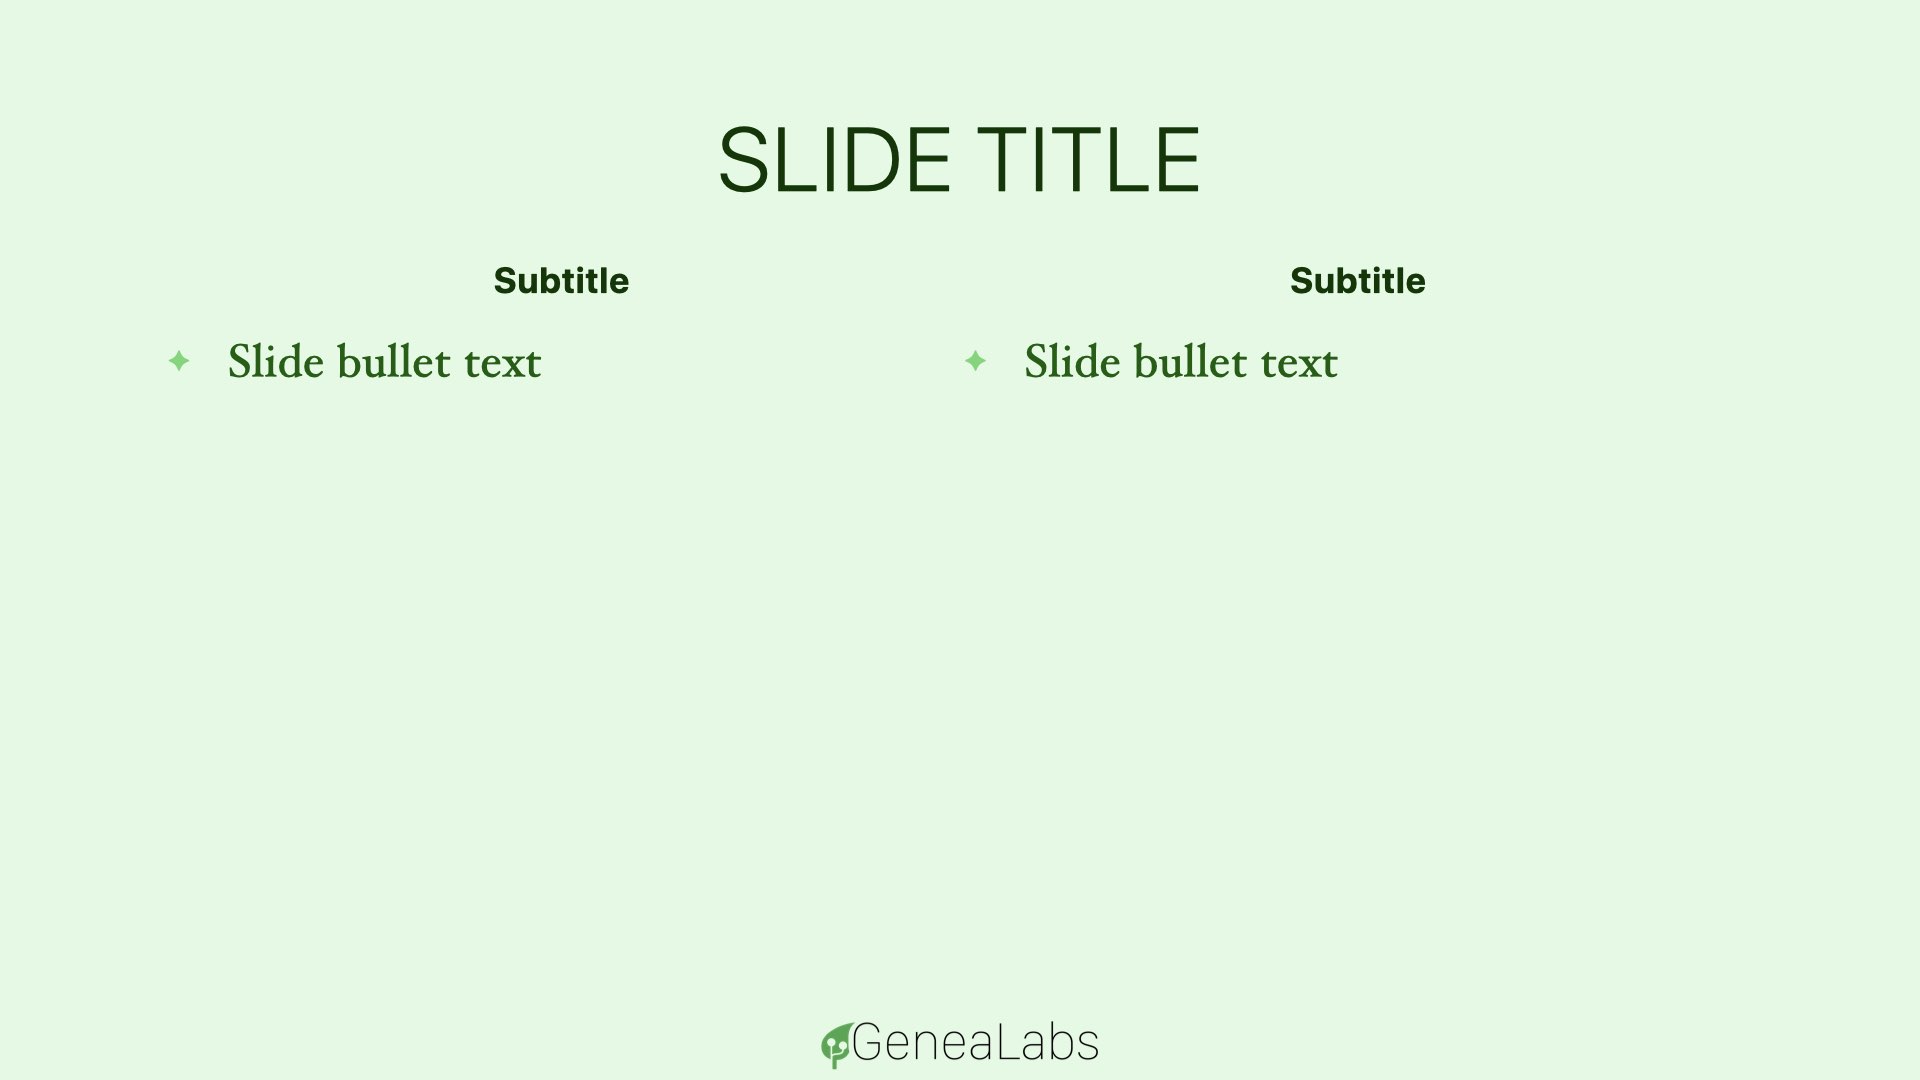 SLIDE TITLE
Subtitle
✦ Slide bullet text
Subtitle
✦ Slide bullet text
GeneaLabs